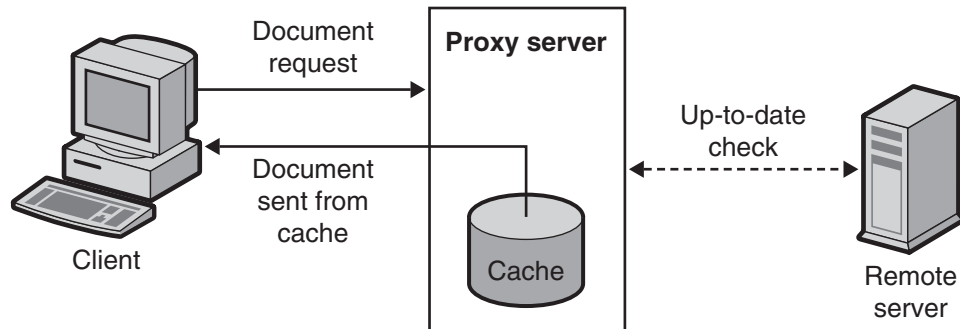 Document
request
Proxy server
Up-to-date
check
Document
sent from
cache
Client
Cache
Remote
server